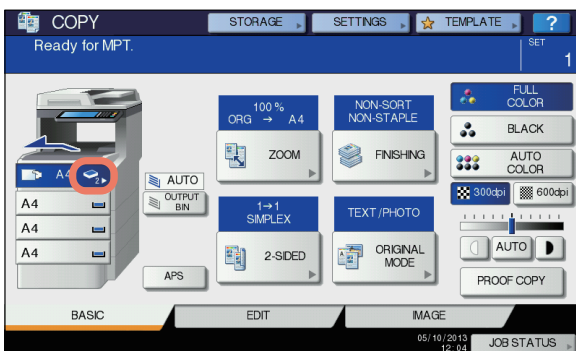 COPY
STORAGE
SETTINGS
TEMPLATE
?
Ready for MPT.
SET
1
A4
2
A4
A4
A4
AUTO
OUTPUT
BIN
APS
100 %
ORG → A4
ZOOM
NON-SORT
NON-STAPLE
FINISHING
1→1
SIMPLEX
2-SIDED
TEXT/PHOTO
ORIGINAL
MODE
FULL
COLOR
BLACK
AUTO
COLOR
300dpi
600dpi
AUTO
PROOF COPY
BASIC
EDIT
IMAGE
05/10/2013
12:04
JOB STATUS